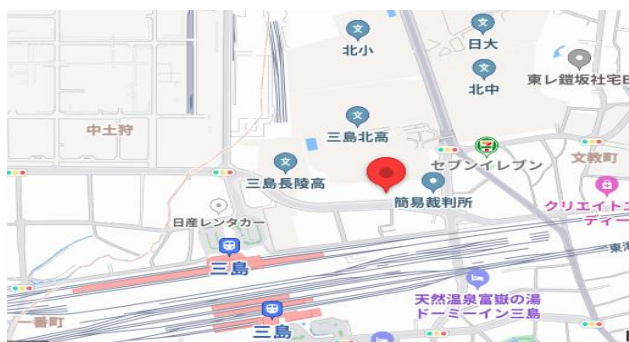 北小
日大
北中
東レ鎧坂社宅B
中土狩
三島北高
セブンイレブン
文教町
三島長陵高
簡易裁判所
クリエイトエ
ディー
日産レンタカー
三島
東海
天然温泉富嶽の湯
ドーミーイン三島
一番町
三島